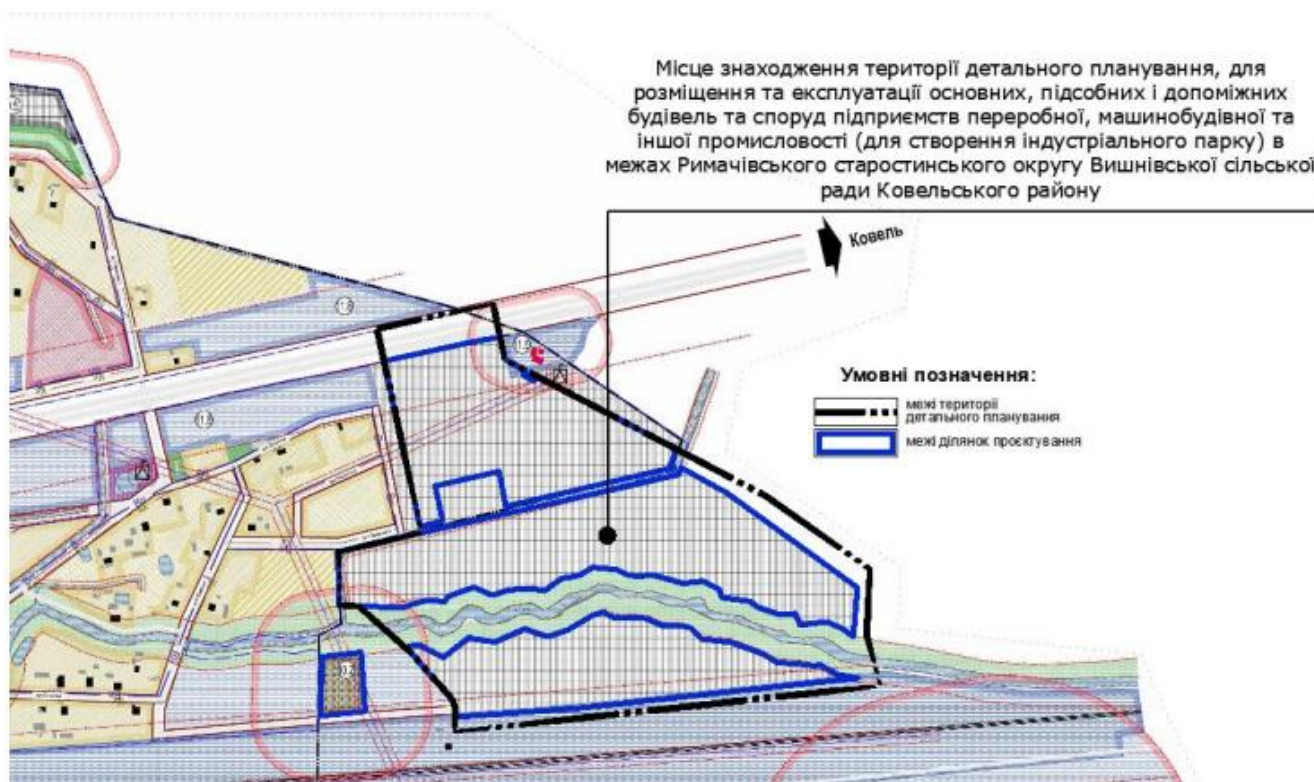 Місце знаходження території детального планування, для
розміщення та експлуатації основних, підсобних і допоміжних
будівель та споруд підприємств переробної, машинобудівної та
іншої промисловості (для створення індустріального парку) в
межах Римачівського старостинського округу Вишнівської сільської
ради Ковельського району
Ковель
Умовні позначення:
межі території
детального планування
межі ділянок проєктування